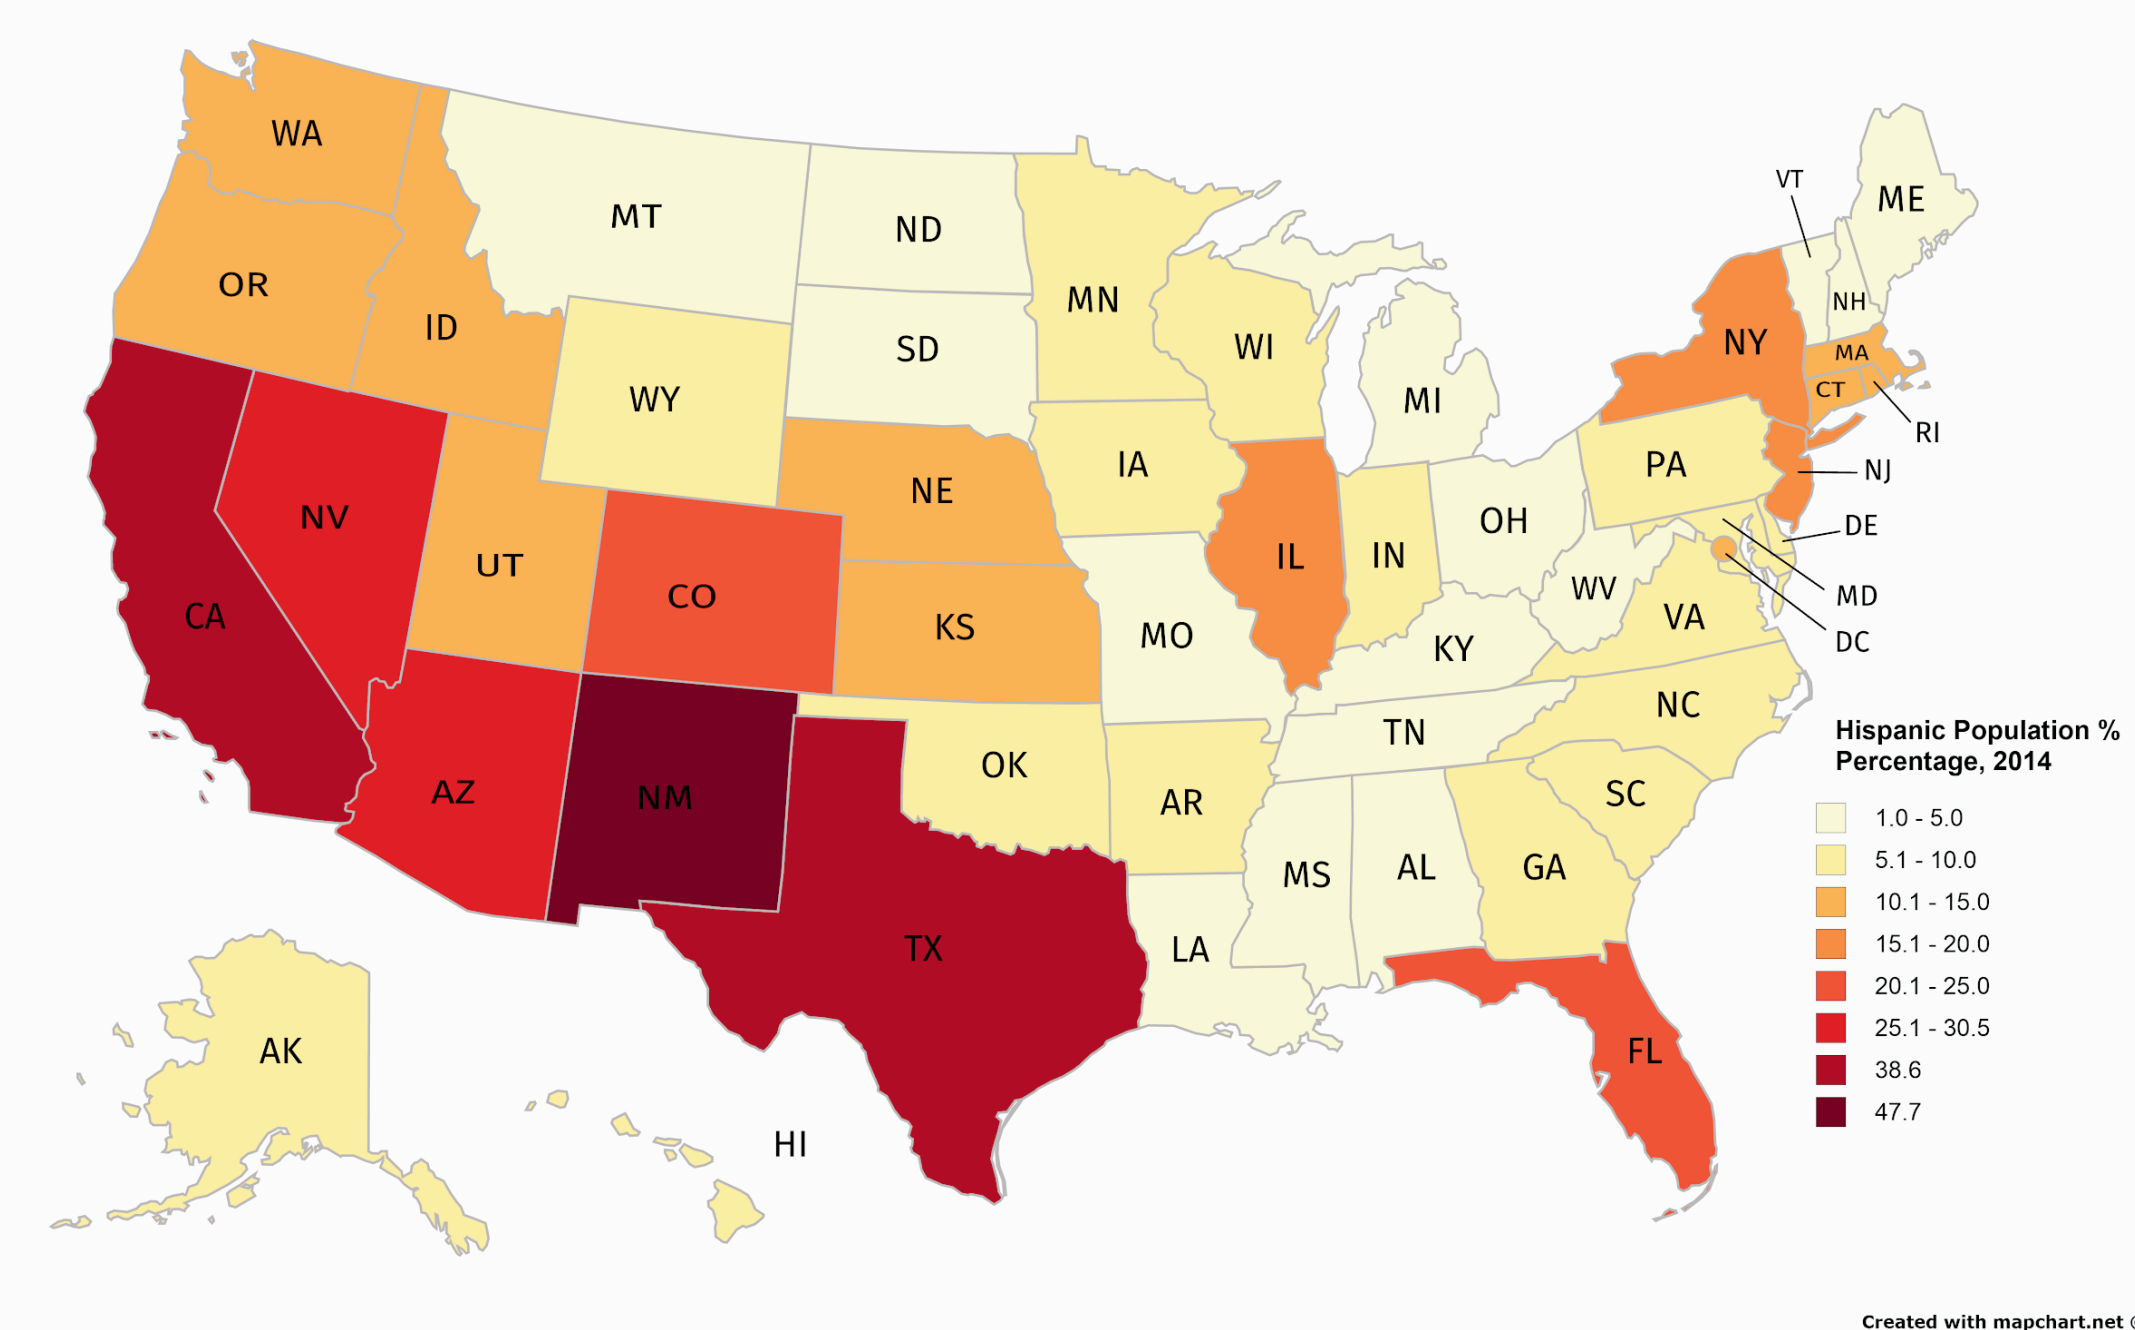 WA
MT
ND
MN
VT
ME
OR
ID
SD
WI
NH
NY
MA
WY
MI
CT
RI
IA
PA
NJ
NE
NV
OH
DE
UT
IL
IN
CO
WV
MD
CA
KS
MO
VA
KY
DC
NC
TN
OK
AZ
NM
AR
SC
MS
AL
GA
TX
LA
AK
FL
HI
Hispanic Population %
Percentage, 2014
1.0 - 5.0
5.1 - 10.0
10.1 - 15.0
15.1 - 20.0
20.1 - 25.0
25.1 - 30.5
38.6
47.7
Created with mapchart.net ©